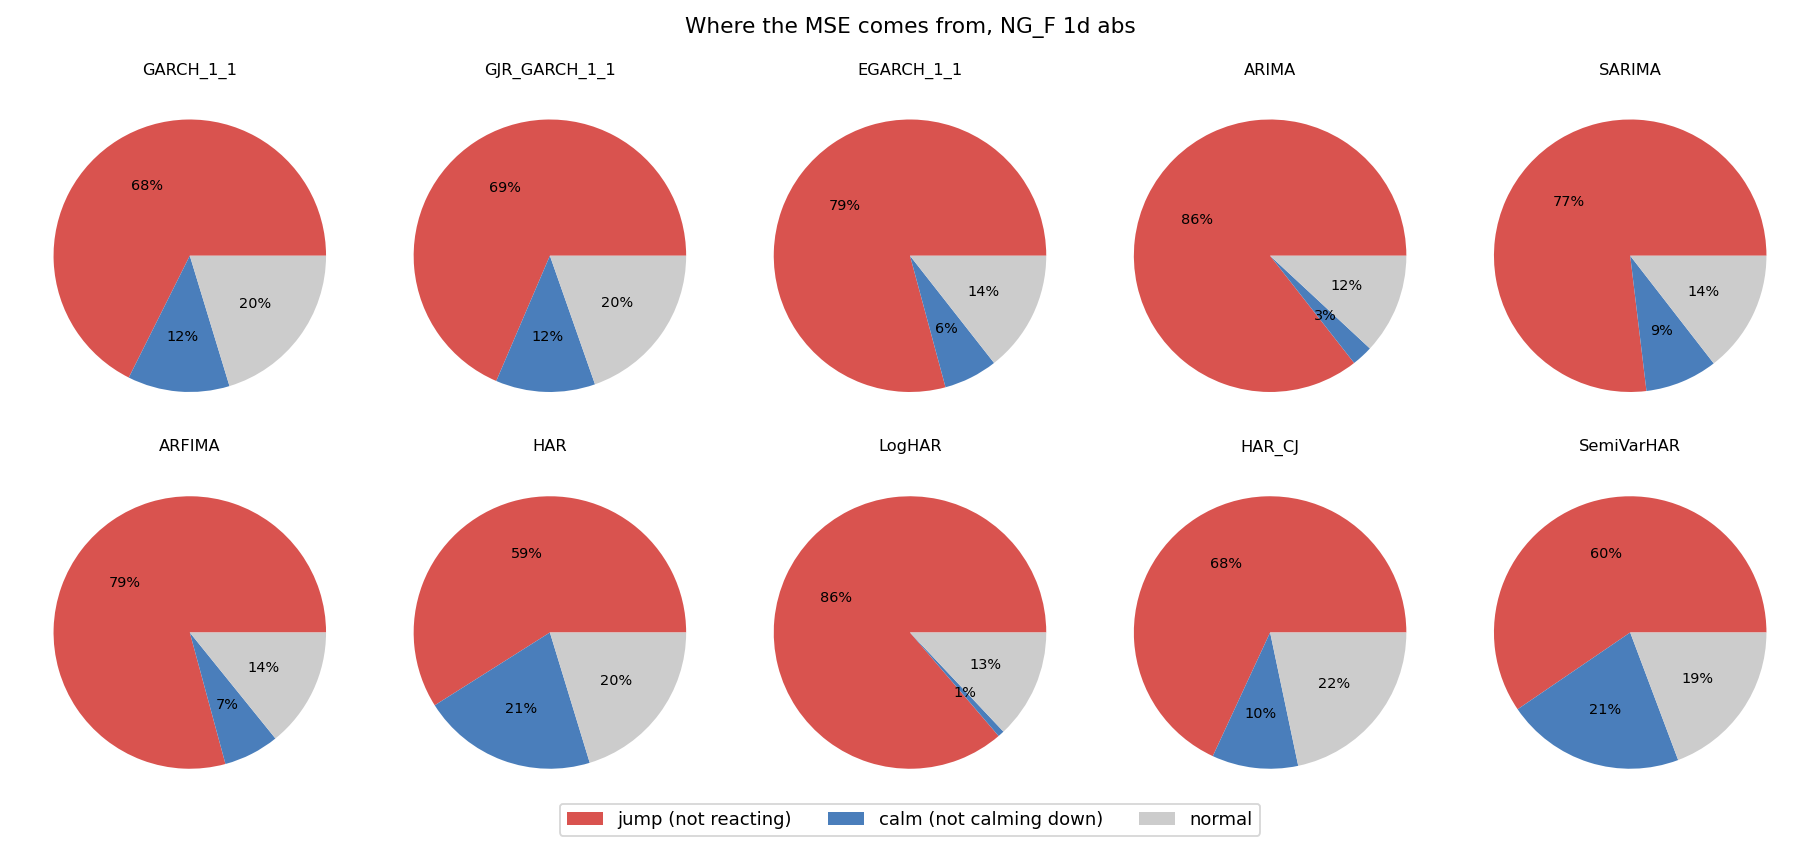 Where the MSE comes from, NG_F 1d abs
GARCH_1_1
GJR_GARCH_1_1
EGARCH_1_1
ARIMA
SARIMA
68%
12%
20%
69%
12%
20%
79%
6%
14%
86%
3%
12%
77%
9%
14%
ARFIMA
HAR
LogHAR
HAR_CJ
SemiVarHAR
79%
7%
14%
59%
21%
20%
86%
1%
13%
68%
10%
22%
60%
21%
19%
jump (not reacting)
calm (not calming down)
normal